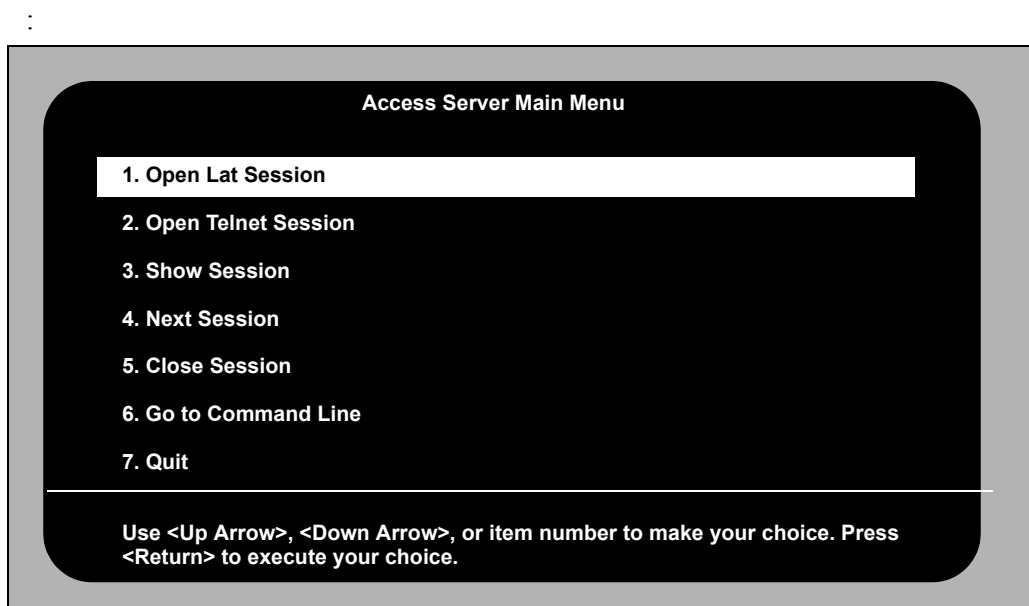 :
Access Server Main Menu
1. Open Lat Session
2. Open Telnet Session
3. Show Session
4. Next Session
5. Close Session
6. Go to Command Line
7. Quit
Use <Up Arrow>, <Down Arrow>, or item number to make your choice. Press
<Return> to execute your choice.